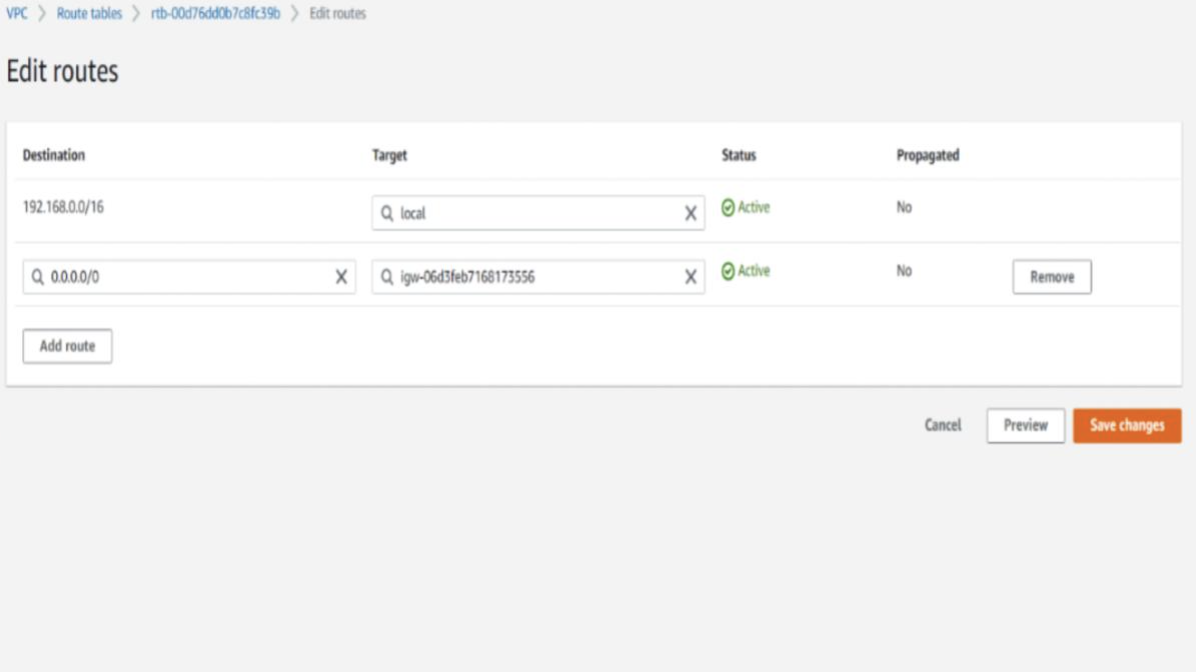 VPC > Route tables > rtb-00d76dd0b7c8fc39b > Edit routes
Edit routes
Destination Target Status Propagated
192.168.0.0/16 local Active No
0.0.0.0/0 igw-06d3feb7168173556 Active No Remove
Add route
Cancel Preview Save changes